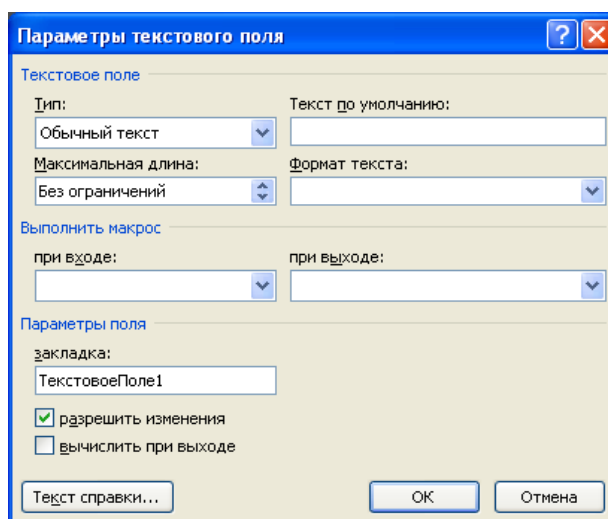 Параметры текстового поля
Текстовое поле
Тип: Текст по умолчанию:
Обычный текст
Максимальная длина: Формат текста:
Без ограничений
Выполнить макрос
при входе: при выходе:
Параметры поля
закладка:
ТекстовоеПоле1
разрешить изменения
вычислить при выходе
Текст справки... ОК Отмена